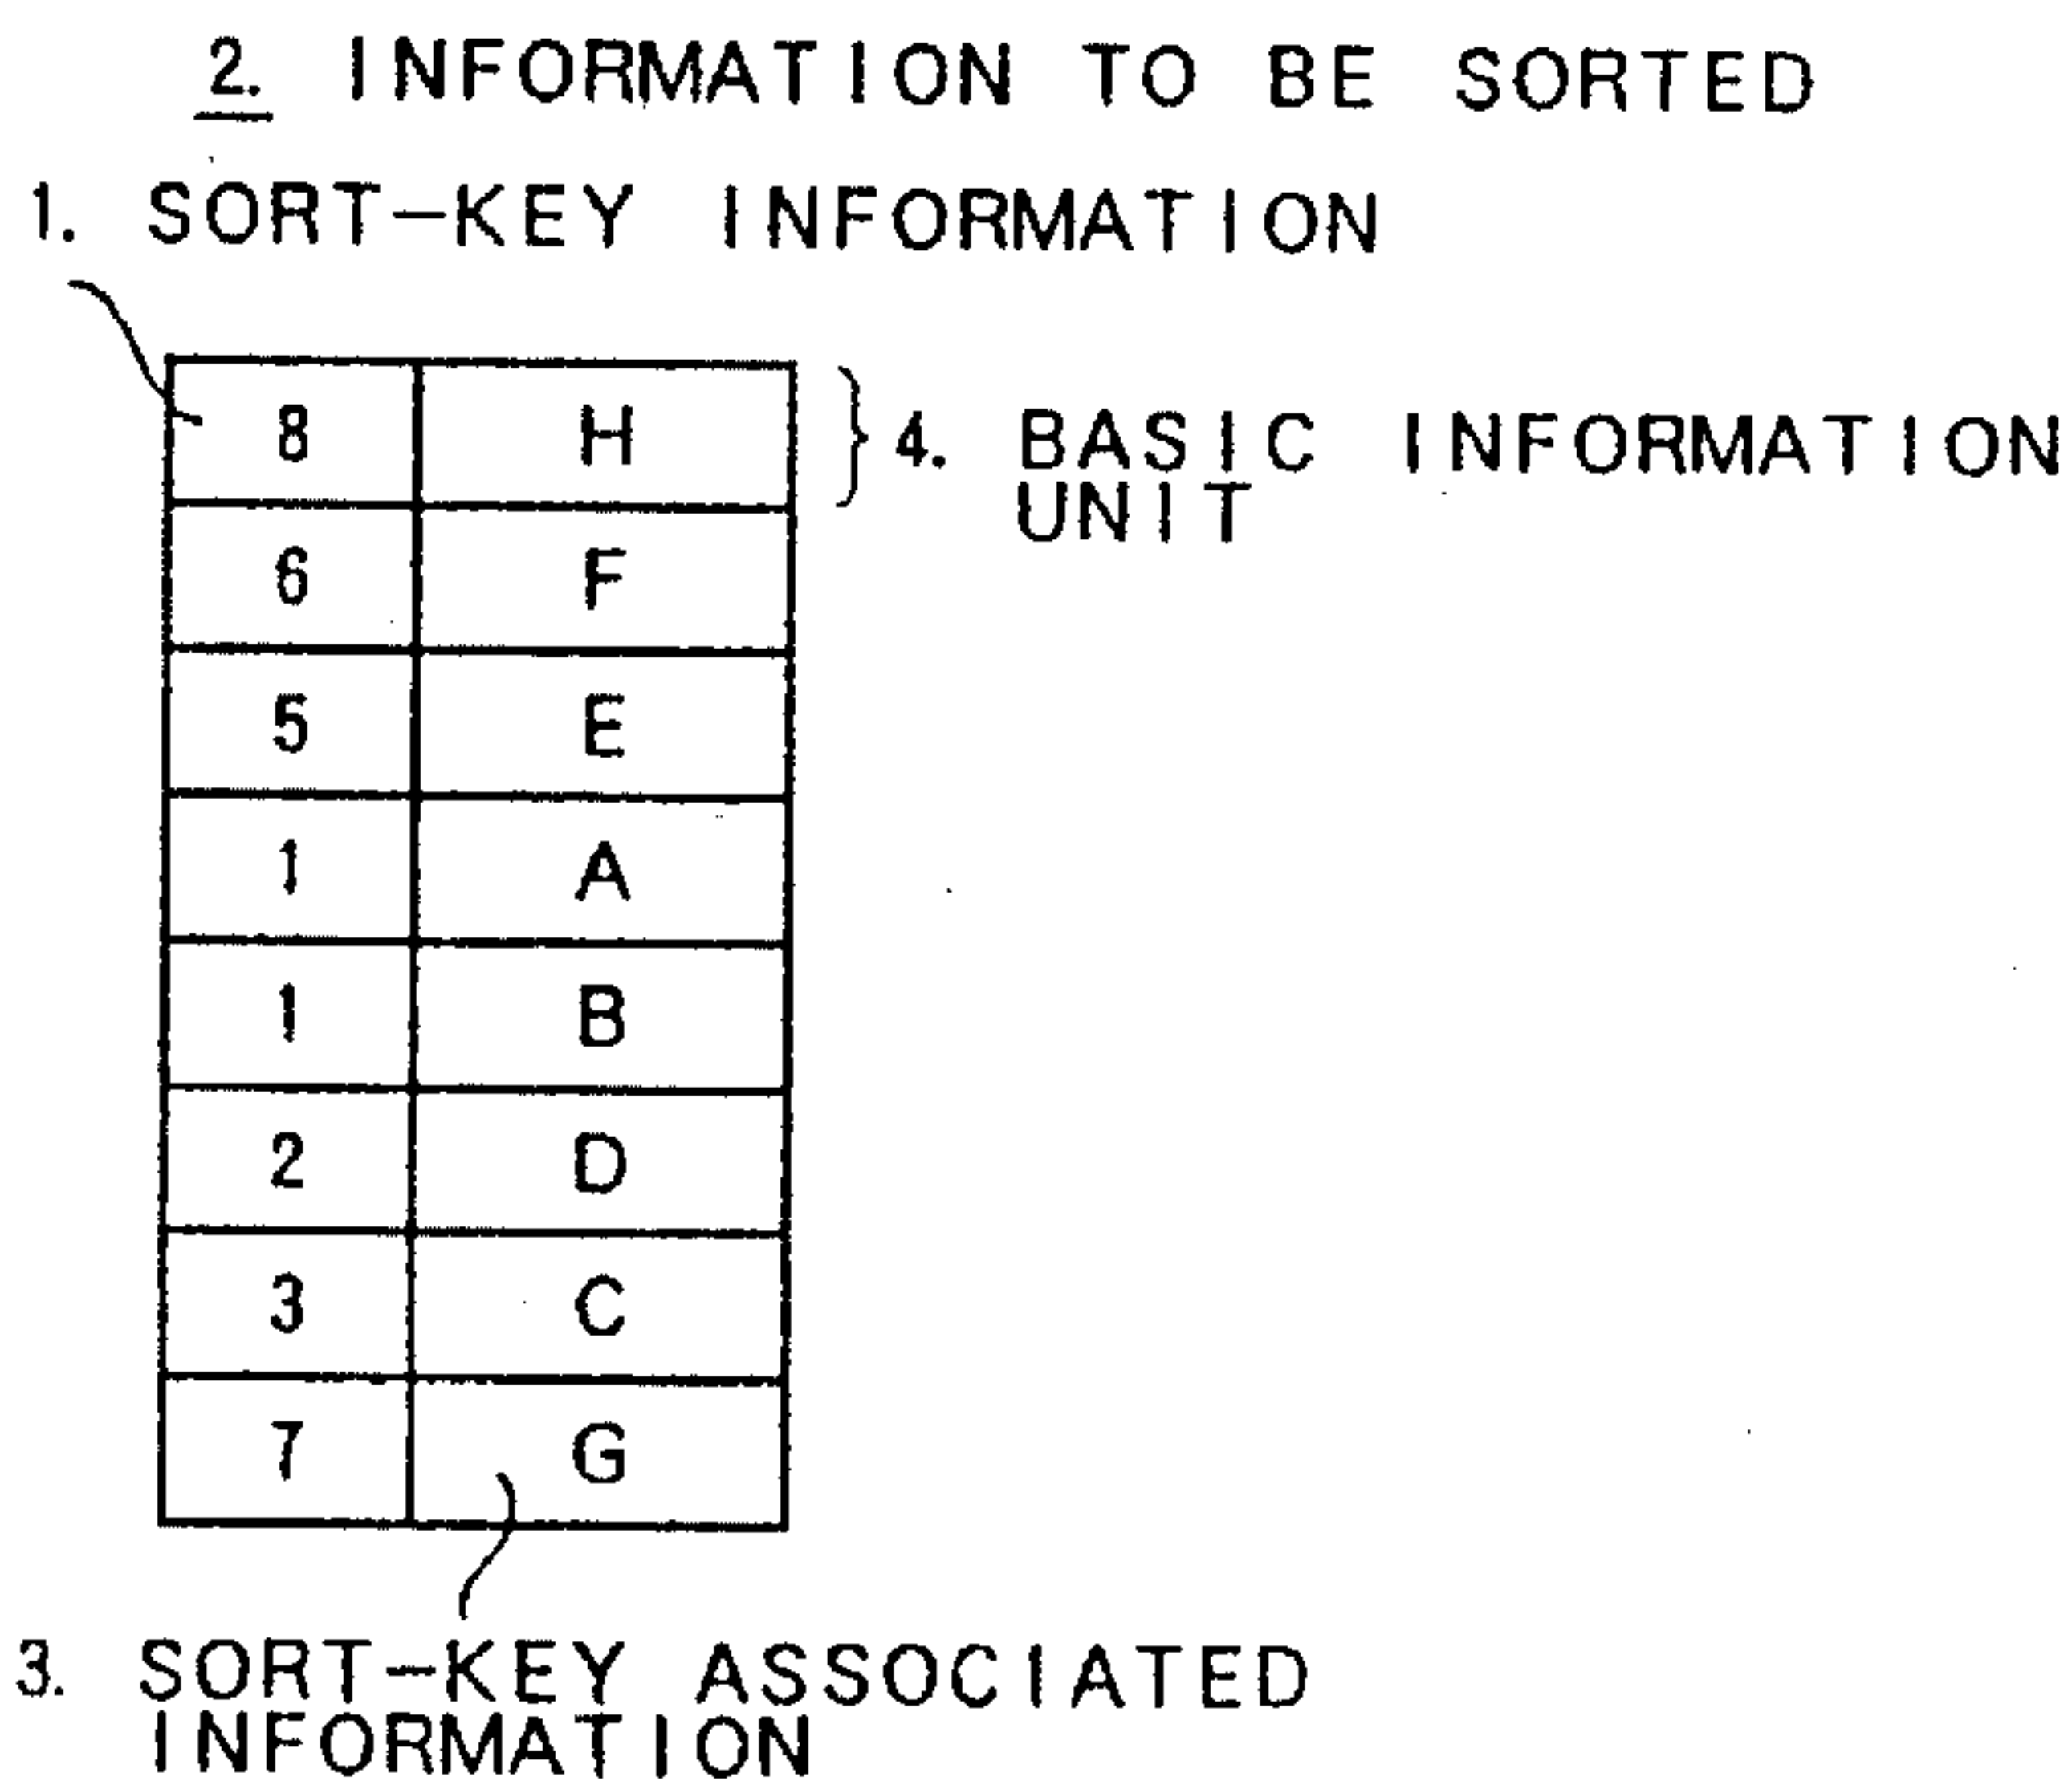 2. INFORMATION TO BE SORTED
1. SORT-KEY INFORMATION
8 H
4. BASIC INFORMATION
UNIT
6 F
5 E
1 A
1 B
2 D
3 C
7 G
3. SORT-KEY ASSOCIATED
INFORMATION